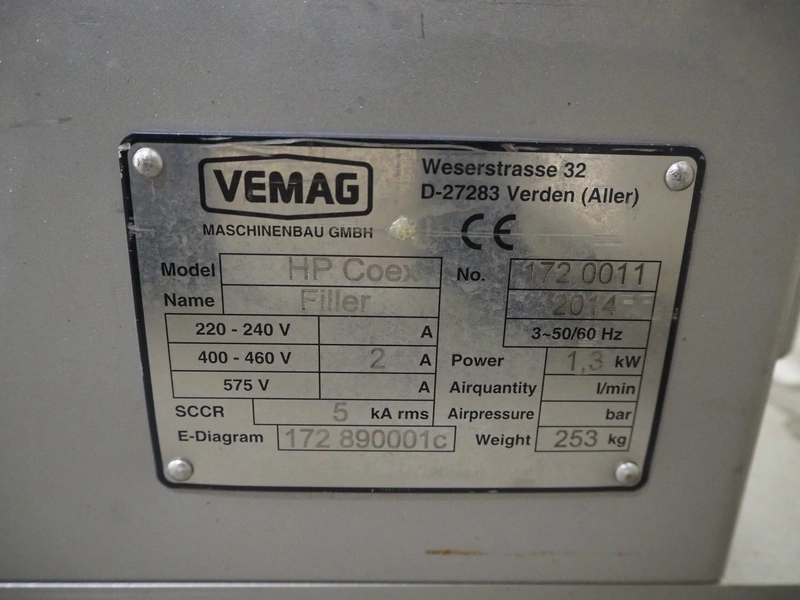 VEMAG
MASCHINENBAU GMBH
Weserstrasse 32
D-27283 Verden (Aller)
CE
Model HP Coex No. 172 0011
Name Filler 2014
220 - 240 V A 3~50/60 Hz
400 - 460 V 2 A Power 1,3 kW
575 V A Airquantity l/min
SCCR 5 kA rms Airpressure bar
E-Diagram 172 890001c Weight 253 kg